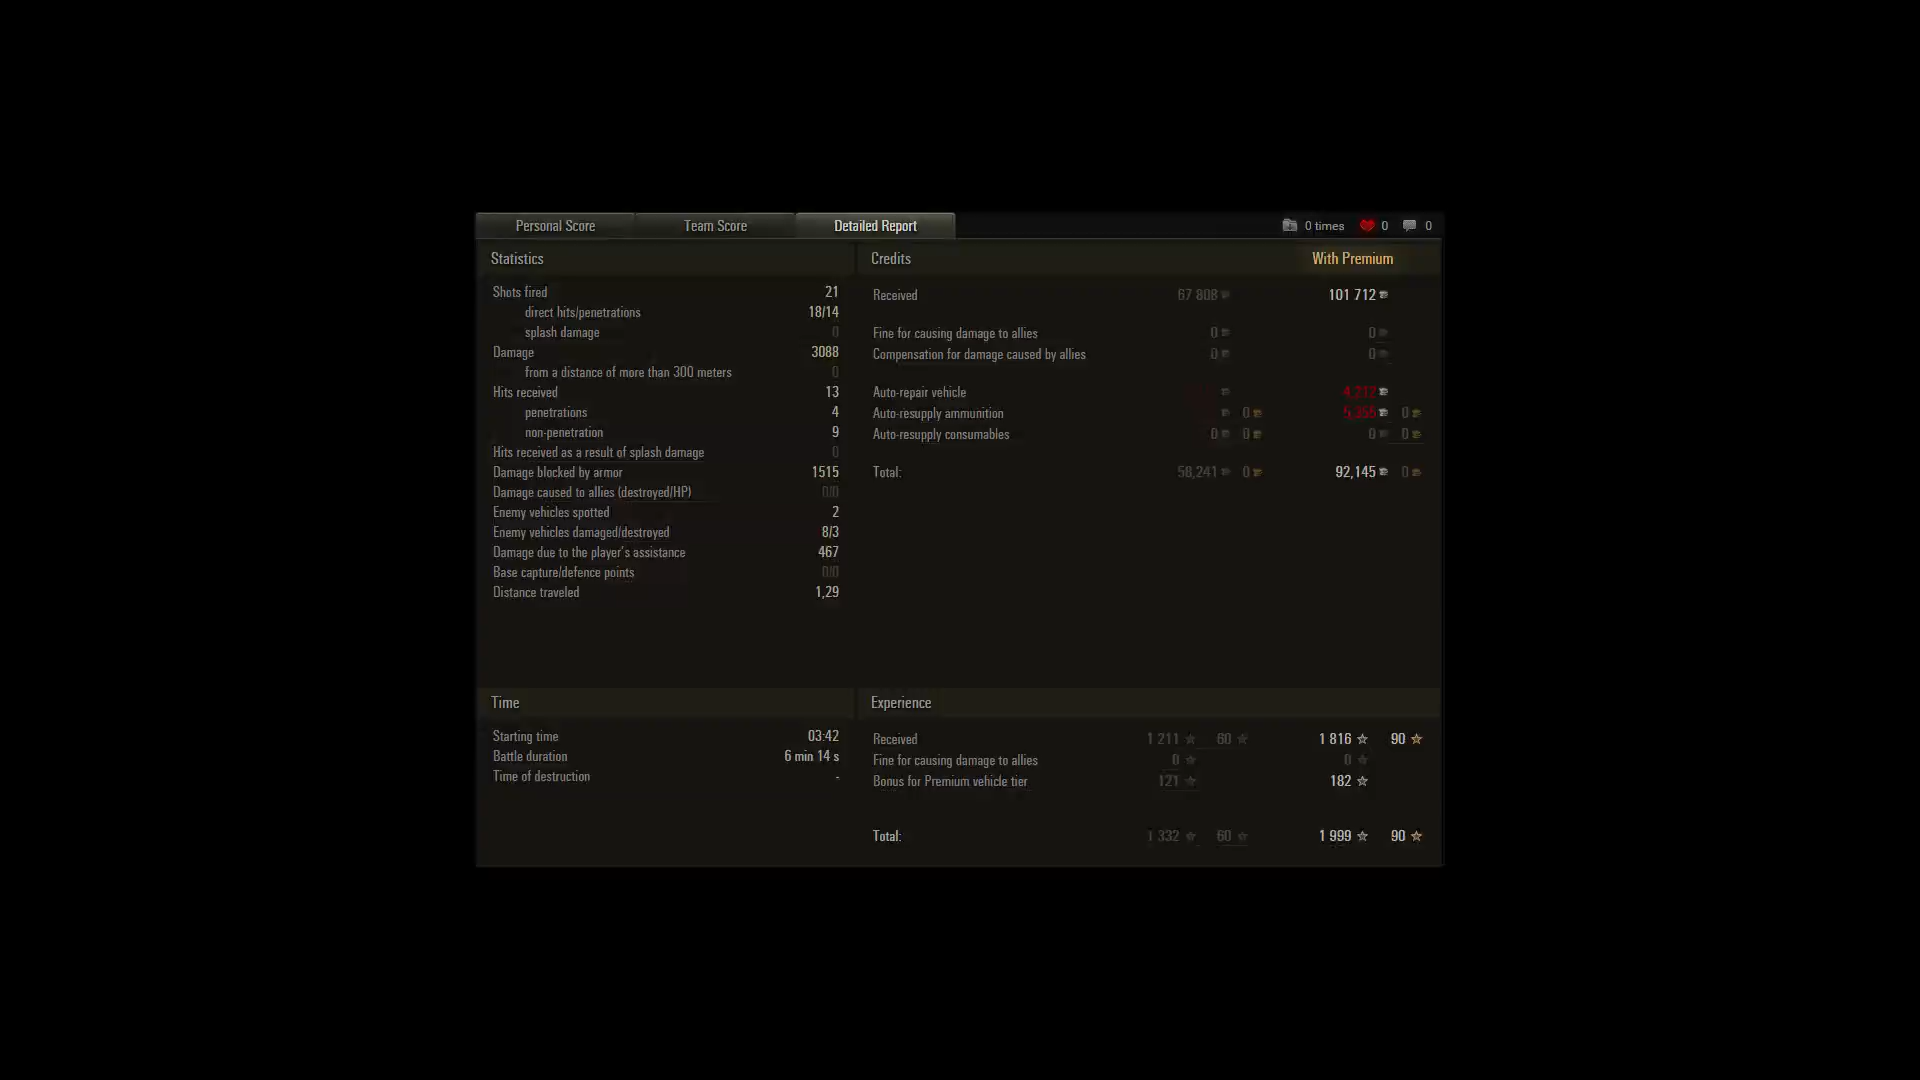 Personal Score Team Score Detailed Report 0 times 0 0
Statistics
Shots fired 21
direct hits/penetrations 18/14
splash damage 0
Damage 3088
from a distance of more than 300 meters 0
Hits received 13
penetrations 4
non-penetration 9
Hits received as a result of splash damage 0
Damage blocked by armor 1515
Damage caused to allies (destroyed/HP) 0/0
Enemy vehicles spotted 2
Enemy vehicles damaged/destroyed 8/3
Damage due to the player's assistance 467
Base capture/defence points 0/0
Distance traveled 1,29
Credits With Premium
Received 67 808 101 712
Fine for causing damage to allies 0 0
Compensation for damage caused by allies 0 0
Auto-repair vehicle 4,212
Auto-resupply ammunition 0 5,355 0
Auto-resupply consumables 0 0 0 0
Total: 58,241 0 92,145 0
Time
Starting time 03:42
Battle duration 6 min 14 s
Time of destruction -
Experience
Received 1 211 60 1 816 90
Fine for causing damage to allies 0 0
Bonus for Premium vehicle tier 121 182
Total: 1 332 60 1 999 90